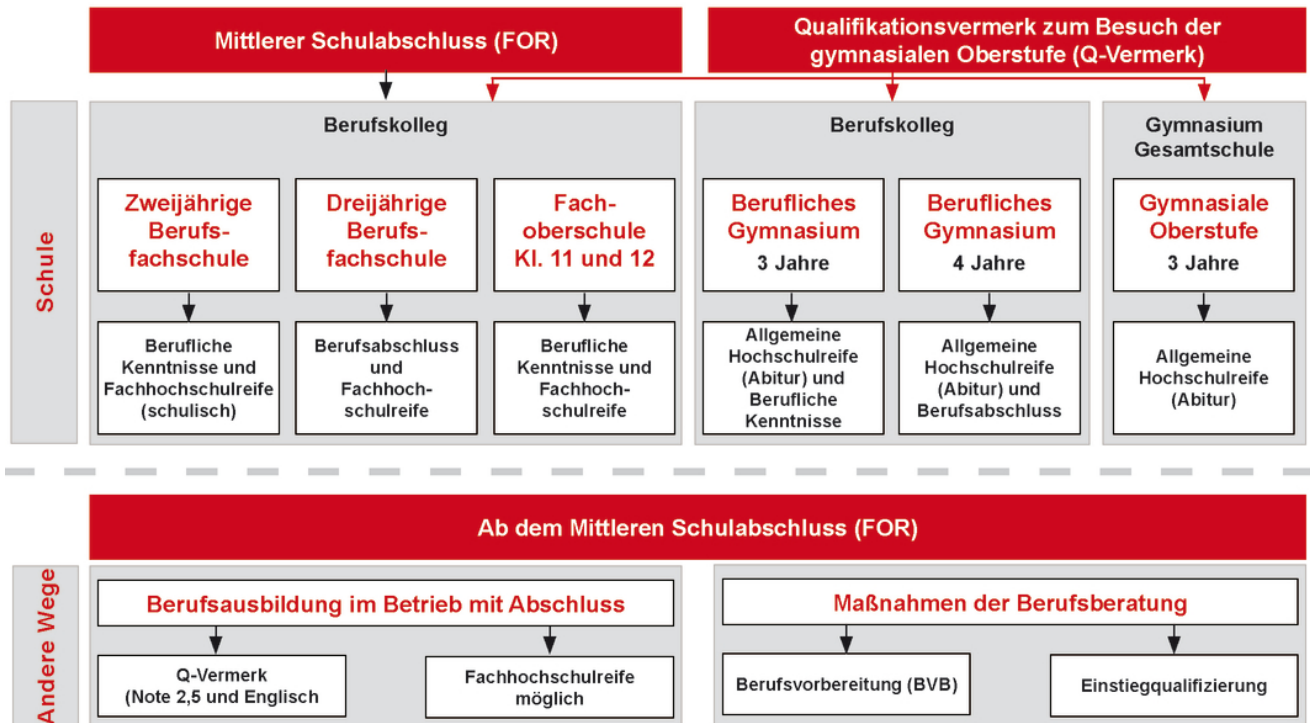 Mittlerer Schulabschluss (FOR)
Qualifikationsvermerk zum Besuch der
gymnasialen Oberstufe (Q-Vermerk)
Schule
Berufskolleg
Zweijährige
Berufs-
fachschule
Dreijährige
Berufs-
fachschule
Fach-
oberschule
Kl. 11 und 12
Berufliche
Kenntnisse und
Fachhochschulreife
(schulisch)
Berufsabschluss
und
Fachhoch-
schulreife
Berufliche
Kenntnisse und
Fachhoch-
schulreife
Berufskolleg
Berufliches
Gymnasium
3 Jahre
Berufliches
Gymnasium
4 Jahre
Allgemeine
Hochschulreife
(Abitur) und
Berufliche
Kenntnisse
Allgemeine
Hochschulreife
(Abitur) und
Berufsabschluss
Gymnasium
Gesamtschule
Gymnasiale
Oberstufe
3 Jahre
Allgemeine
Hochschulreife
(Abitur)
Ab dem Mittleren Schulabschluss (FOR)
Andere Wege
Berufsausbildung im Betrieb mit Abschluss
Q-Vermerk
(Note 2,5 und Englisch
Fachhochschulreife
möglich
Maßnahmen der Berufsberatung
Berufsvorbereitung (BVB)
Einstiegqualifizierung